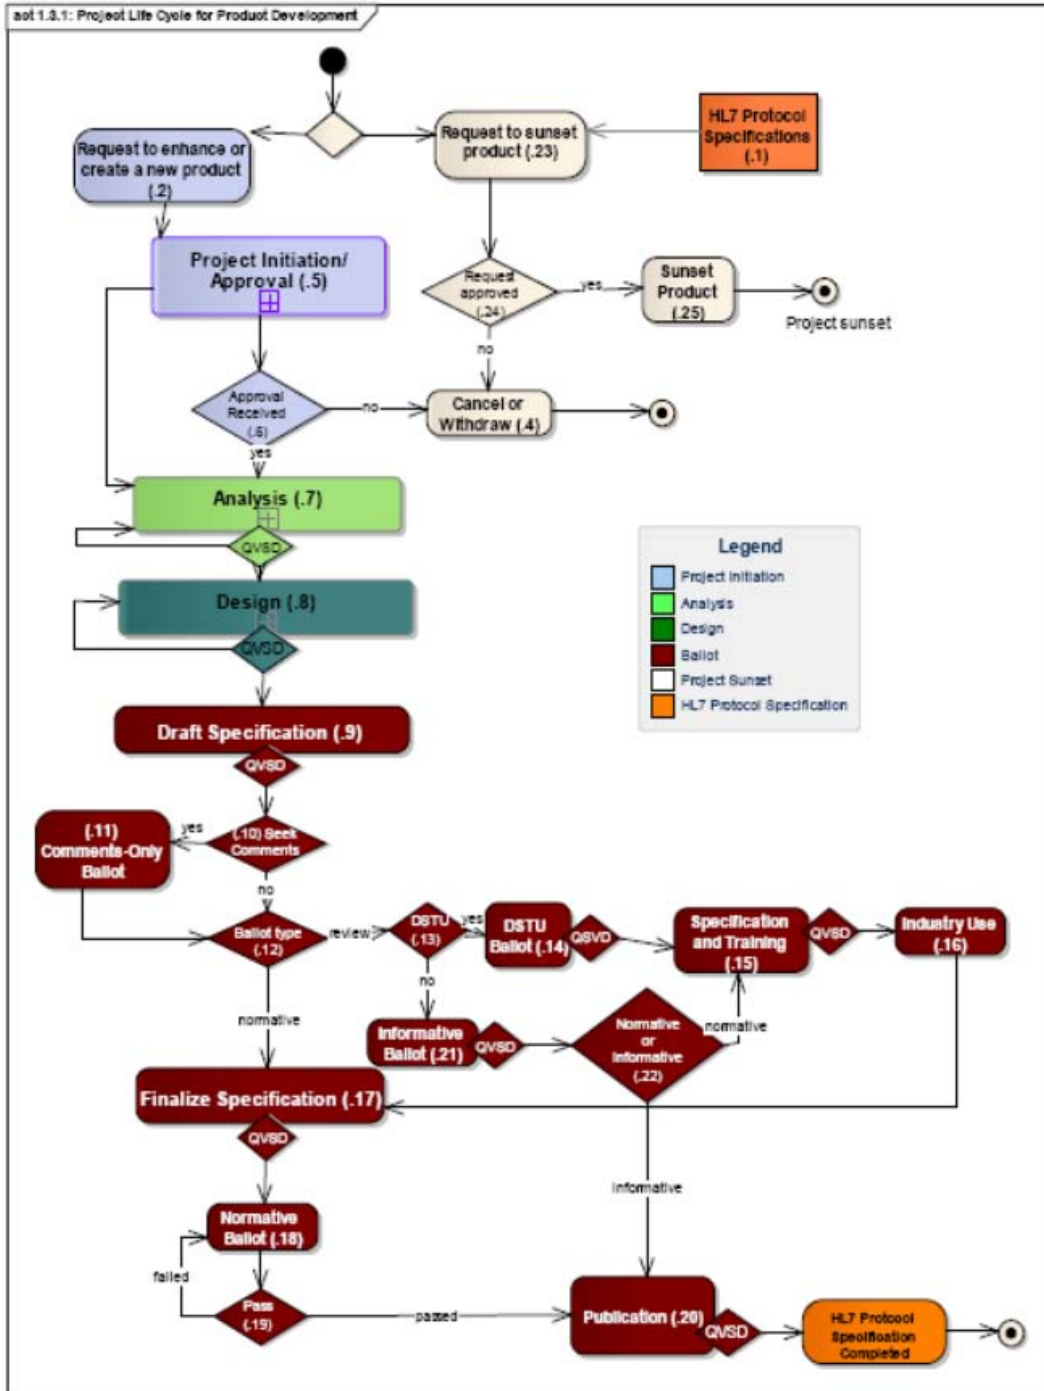 aot 1.3.1: Project Life Cycle for Product Development
Request to enhance or
create a new product
(.2)
Request to sunset
product (.23)
HL7 Protocol
Specifications
(.1)
Project Initiation/
Approval (.5)
Request
approved
(.24)
yes
Sunset
Product
(.25)
Project sunset
no
Approval
Received
(.6)
no
Cancel or
Withdraw (.4)
yes
Analysis (.7)
QVSD
Design (.8)
QVSD
Legend
Project Initiation
Analysis
Design
Ballot
Project Sunset
HL7 Protocol Specification
Draft Specification (.9)
QVSD
(.11)
Comments-Only
Ballot
yes
(.10) Seek
Comments
no
Ballot type
(.12)
review
DSTU
(.13)
yes
DSTU
Ballot (.14)
QSVD
Specification
and Training
(.15)
QVSD
Industry Use
(.16)
no
normative
Informative
Ballot (.21)
QVSD
Normative
or
Informative
(.22)
normative
Finalize Specification (.17)
QVSD
informative
Normative
Ballot (.18)
failed
Pass
(.19)
passed
Publication (.20)
QVSD
HL7 Protocol
Specification
Completed